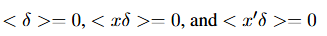 < δ >= 0, < xδ >= 0, and < x′δ >= 0